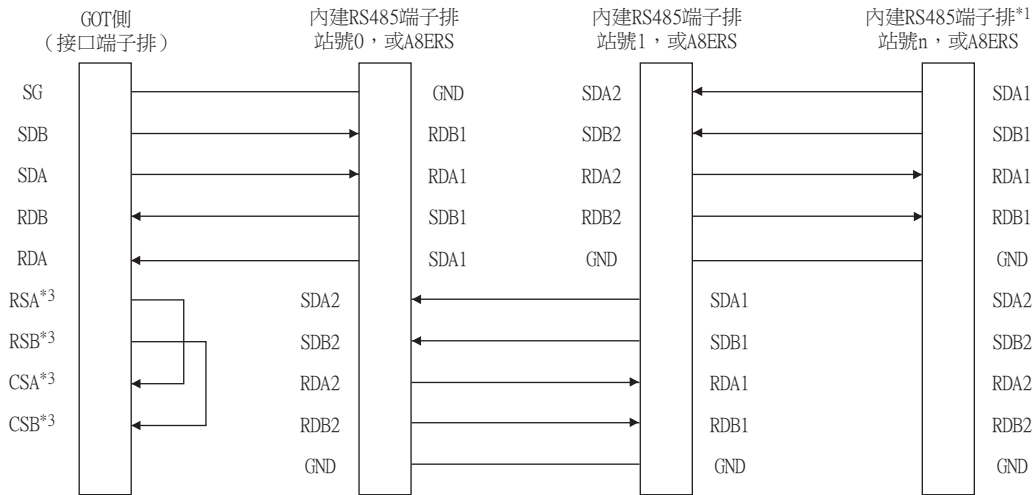 GOT側
（接口端子排）
內建RS485端子排
站號0，或A8ERS
內建RS485端子排
站號1，或A8ERS
內建RS485端子排*1
站號n，或A8ERS
SG
GND
SDA2
SDA1
SDB
RDB1
SDB2
SDB1
SDA
RDA1
RDA2
RDA1
RDB
SDB1
RDB2
RDB1
RDA
SDA1
GND
GND
RSA*3
SDA2
SDA1
SDA2
RSB*3
SDB2
SDB1
SDB2
CSA*3
RDA2
RDA1
RDA2
CSB*3
RDB2
RDB1
RDB2
GND
GND
GND